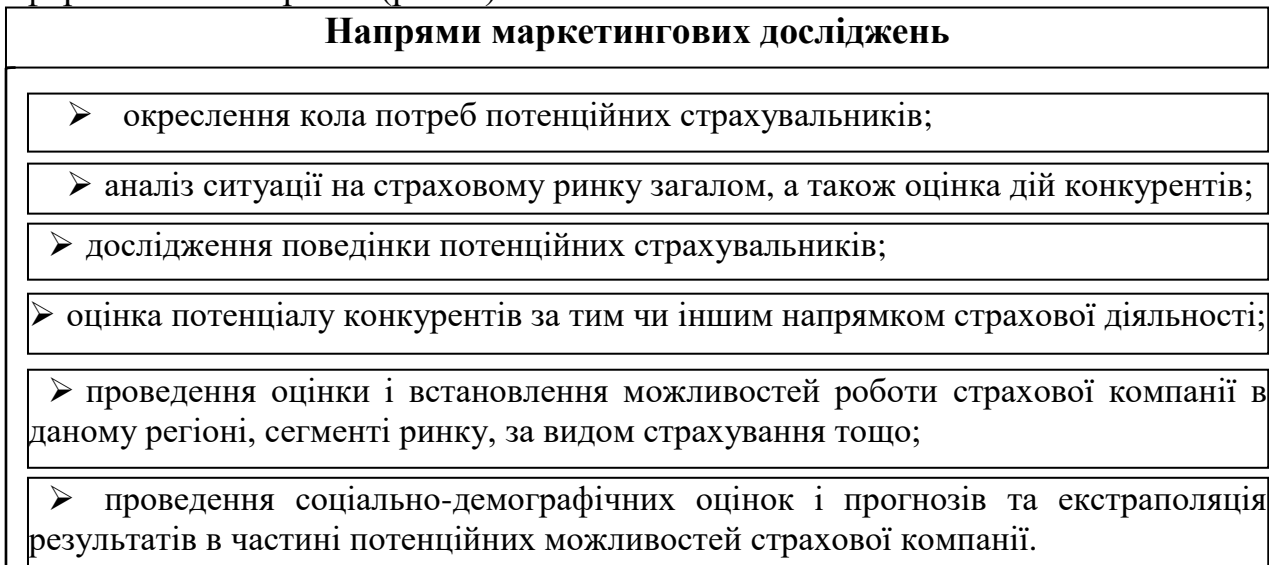 Напрями маркетингових досліджень
➢ окреслення кола потреб потенційних страхувальників;
➢ аналіз ситуації на страховому ринку загалом, а також оцінка дій конкурентів;
➢ дослідження поведінки потенційних страхувальників;
➢ оцінка потенціалу конкурентів за тим чи іншим напрямком страхової діяльності;
➢ проведення оцінки і встановлення можливостей роботи страхової компанії в
даному регіоні, сегменті ринку, за видом страхування тощо;
➢ проведення соціально-демографічних оцінок і прогнозів та екстраполяція
результатів в частині потенційних можливостей страхової компанії.